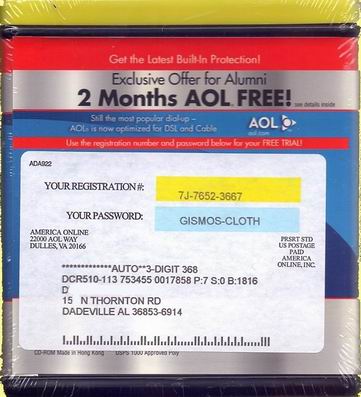 Get the Latest Built-In Protection!
Exclusive Offer for Alumni
2 Months AOL® FREE! see details inside
Still the most popular dial-up –
AOL® is now optimized for DSL and Cable
AOL
aol.com
Use the registration number and password below for your FREE TRIAL!
ADA922
YOUR REGISTRATION #: 7J-7652-3667
YOUR PASSWORD: GISMOS-CLOTH
AMERICA ONLINE
22000 AOL WAY
DULLES, VA 20166
PRSRT STD
US POSTAGE
PAID
AMERICA
ONLINE, INC.
*************AUTO**3-DIGIT 368
DCR510-113 753455 0017858 P:7 S:0 B:1816
D'
15 N THORNTON RD
DADEVILLE AL 36853-6914
CD-ROM Made in Hong Kong USPS 1000 Approved Poly